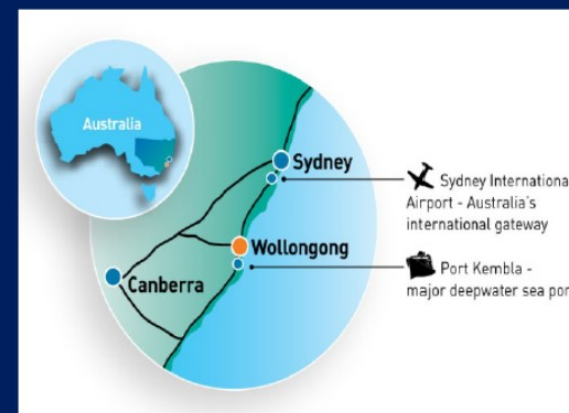 Australia
Sydney
Sydney Internationa
Airport - Australia's
international gateway
Wollongong
Port Kembla -
major deepwater sea por
Canberra